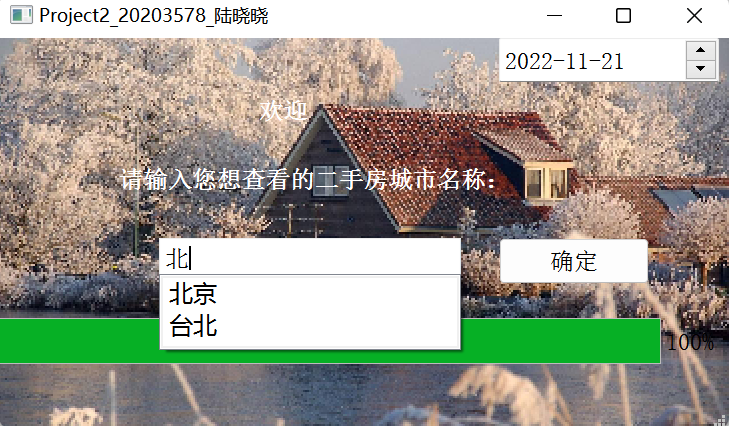 Project2_20203578_陆晓晓
2022-11-21
欢迎
请输入您想查看的二手房城市名称：
北
确定
北京
台北
100%